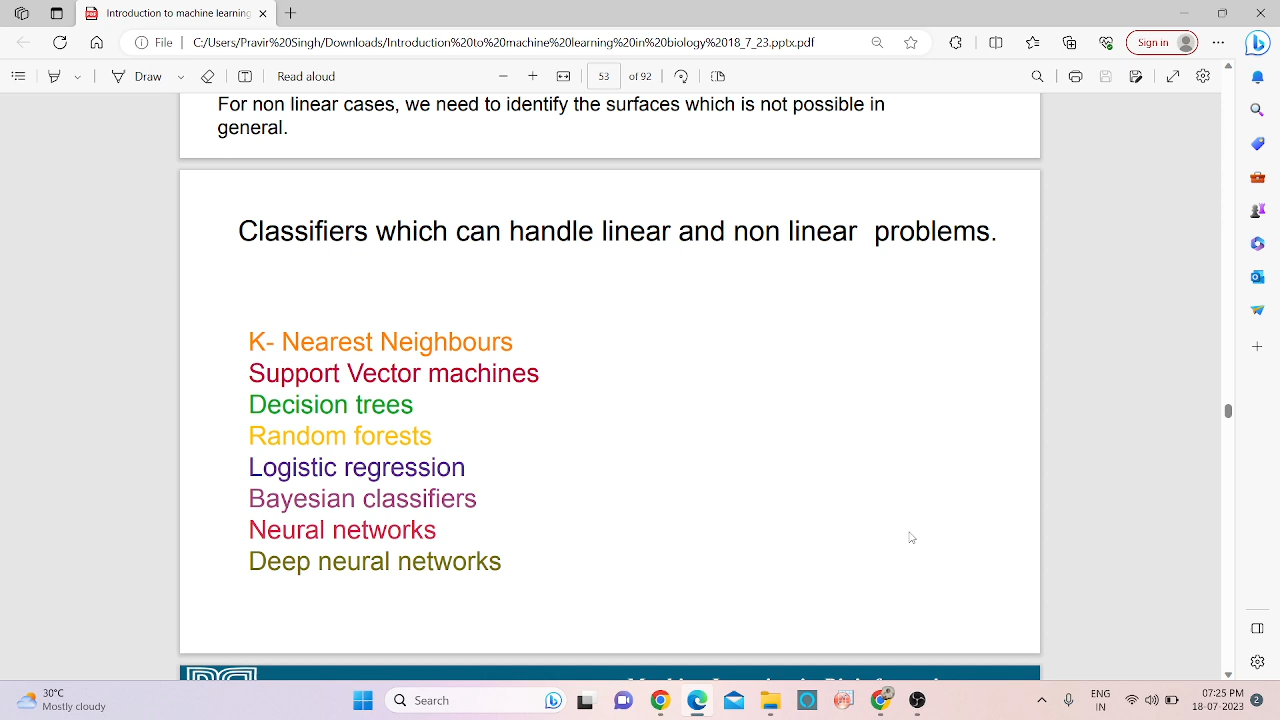 Introduction to machine learning
File
C:/Users/Pravir%20Singh/Downloads/Introduction%20to%20machine%20learning%20in%20biology%2018_7_23.pptx.pdf
Sign in
Draw
Read aloud
53 of 92
For non linear cases, we need to identify the surfaces which is not possible in
general.
Classifiers which can handle linear and non linear problems.
K- Nearest Neighbours
Support Vector machines
Decision trees
Random forests
Logistic regression
Bayesian classifiers
Neural networks
Deep neural networks
30°C
Mostly cloudy
Search
ENG
IN
07:25 PM
18-07-2023
2